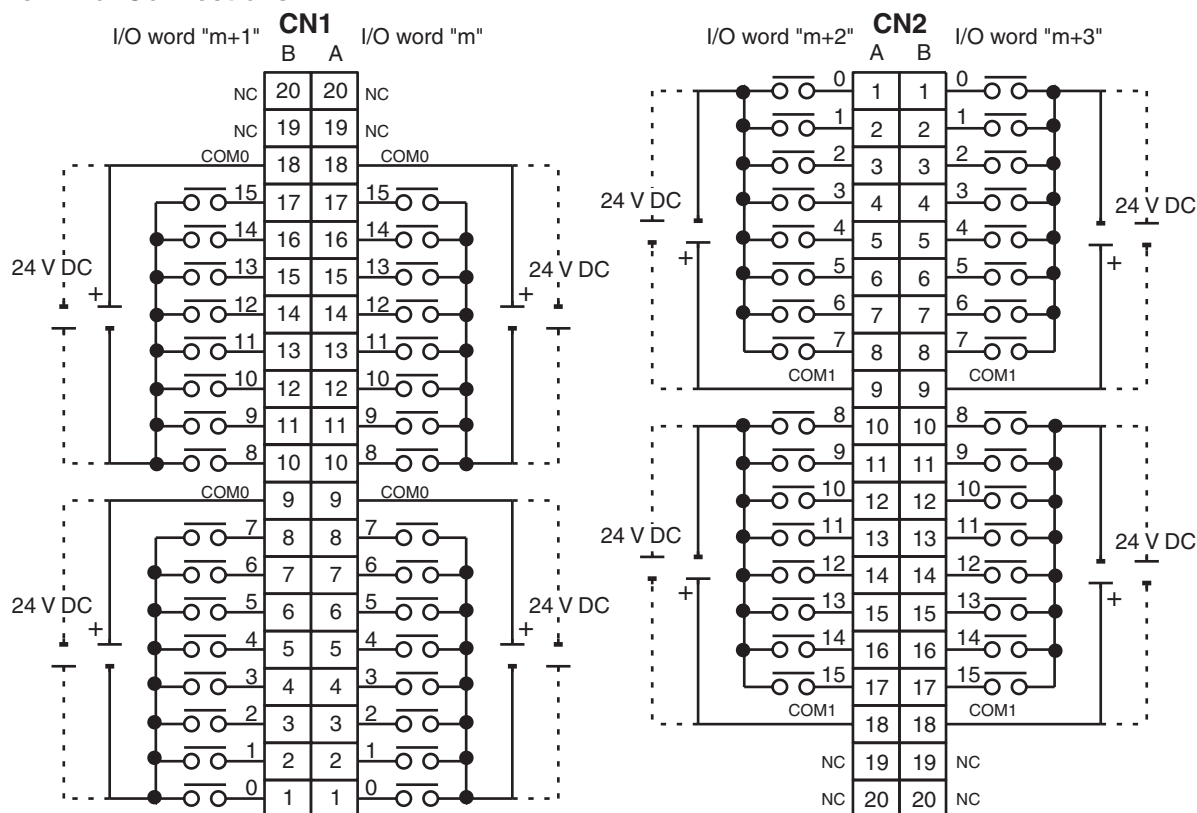 I/O word "m+1" CN1 I/O word "m"
B A
NC 20 20 NC
NC 19 19 NC
COM0 18 18 COM0
15 17 17 15
14 16 16 14
24 V DC 13 15 15 13 24 V DC
+ 12 14 14 12 +
11 13 13 11
10 12 12 10
9 11 11 9
8 10 10 8
COM0 9 9 COM0
7 8 8 7
6 7 7 6
24 V DC 5 6 6 5 24 V DC
+ 4 5 5 4 +
3 4 4 3
2 3 3 2
1 2 2 1
0 1 1 0
I/O word "m+2" CN2 I/O word "m+3"
A B
0 1 1 0
1 2 2 1
2 3 3 2
24 V DC 3 4 4 3 24 V DC
4 5 5 4
+ 5 6 6 5 +
6 7 7 6
7 8 8 7
COM1 9 9 COM1
8 10 10 8
9 11 11 9
10 12 12 10
24 V DC 11 13 13 11 24 V DC
12 14 14 12
+ 13 15 15 13 +
14 16 16 14
15 17 17 15
COM1 18 18 COM1
NC 19 19 NC
NC 20 20 NC